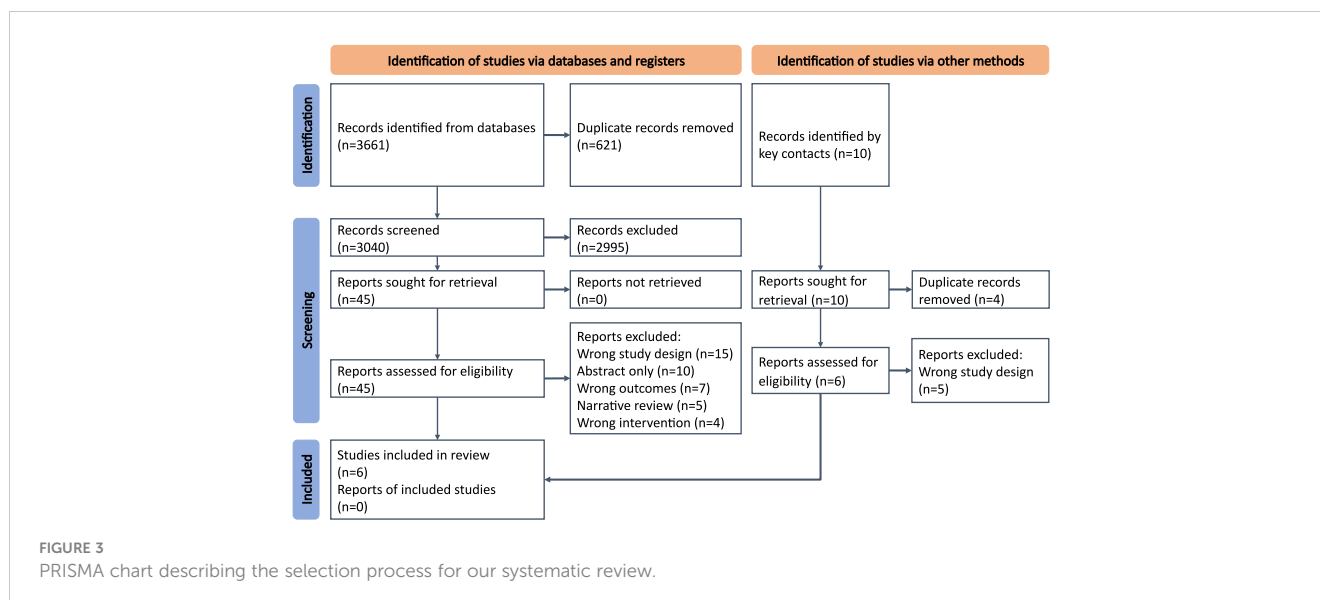 Identification of studies via databases and registers
Identification of studies via other methods
Identification
Records identified from databases
(n=3661)
Duplicate records removed
(n=621)
Records identified by
key contacts (n=10)
Screening
Records screened
(n=3040)
Records excluded
(n=2995)
Reports sought for retrieval
(n=45)
Reports not retrieved
(n=0)
Reports sought for
retrieval (n=10)
Duplicate records
removed (n=4)
Reports assessed for eligibility
(n=45)
Reports excluded:
Wrong study design (n=15)
Abstract only (n=10)
Wrong outcomes (n=7)
Narrative review (n=5)
Wrong intervention (n=4)
Reports assessed for
eligibility (n=6)
Reports excluded:
Wrong study design
(n=5)
Included
Studies included in review
(n=6)
Reports of included studies
(n=0)
FIGURE 3
PRISMA chart describing the selection process for our systematic review.